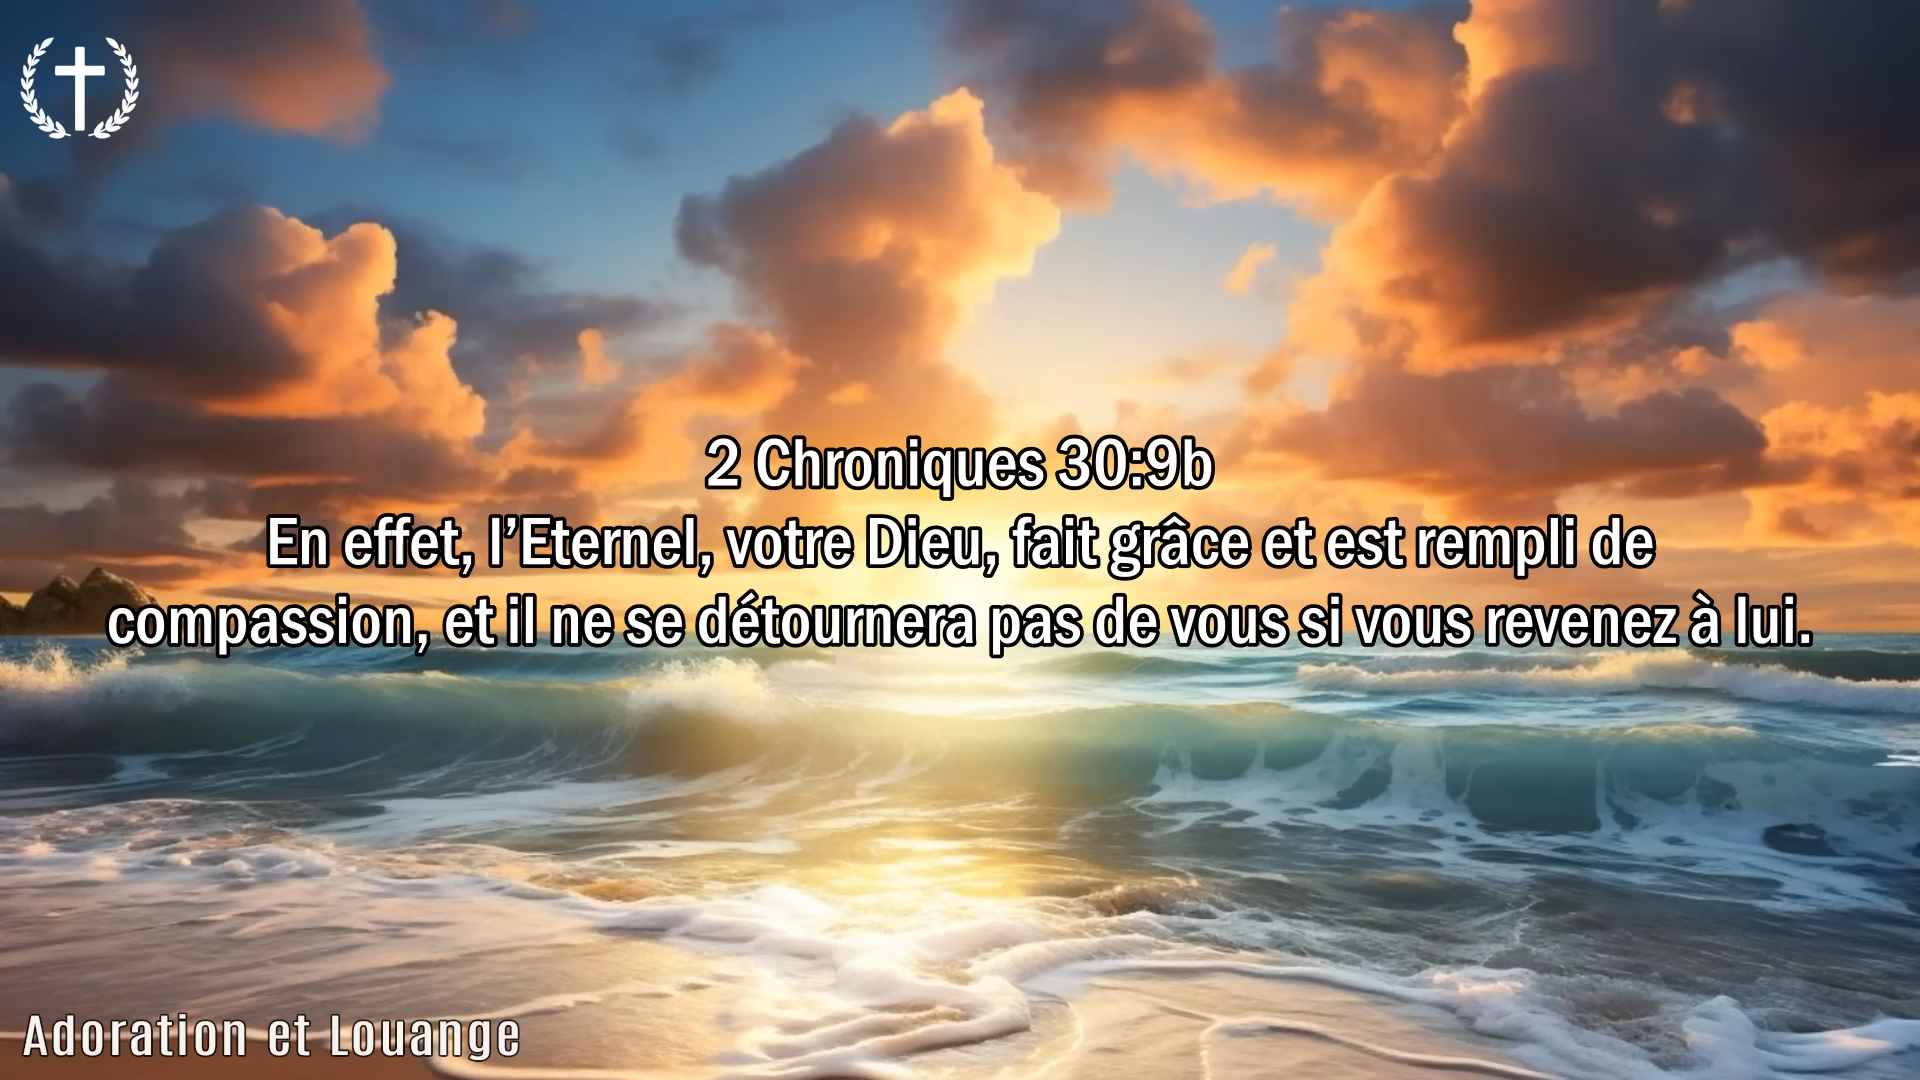 2 Chroniques 30:9b
En effet, l’Eternel, votre Dieu, fait grâce et est rempli de
compassion, et il ne se détournera pas de vous si vous revenez à lui.
Adoration et Louange